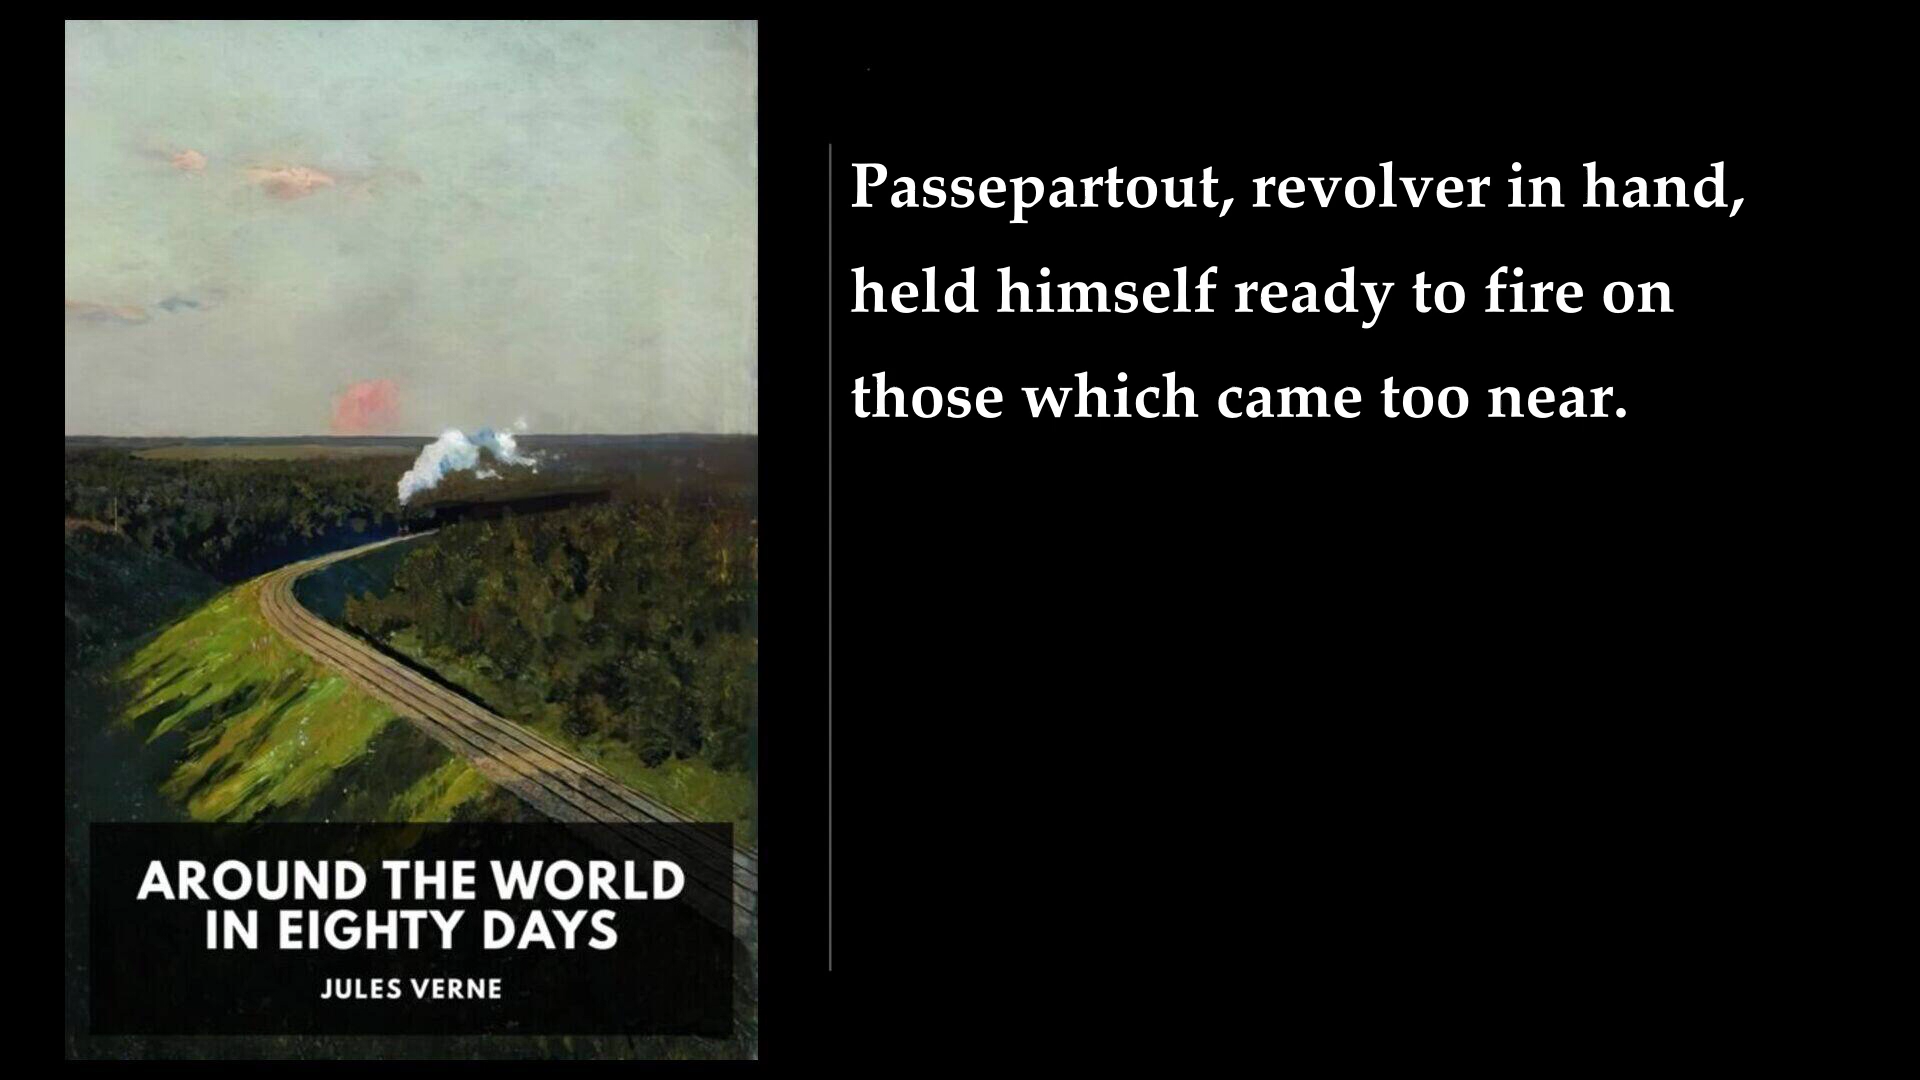 Passepartout, revolver in hand,
held himself ready to fire on
those which came too near.
AROUND THE WORLD
IN EIGHTY DAYS
JULES VERNE